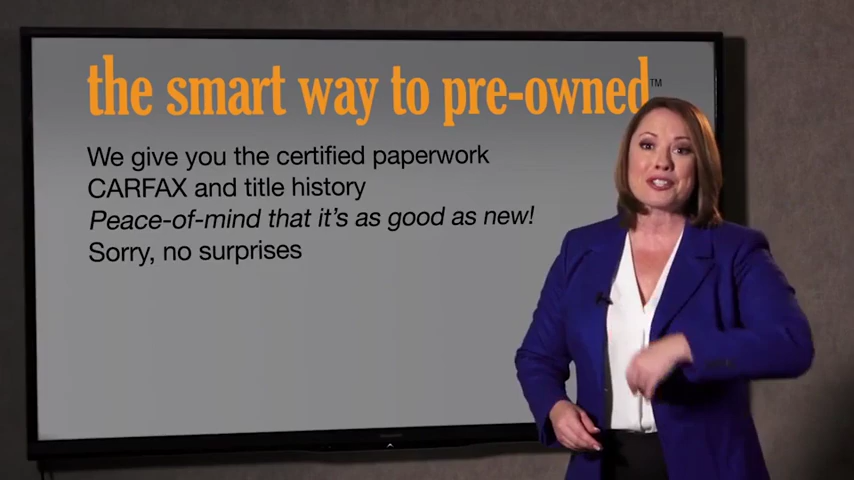 the smart way to pre-owned™
We give you the certified paperwork
CARFAX and title history
Peace-of-mind that it's as good as new!
Sorry, no surprises